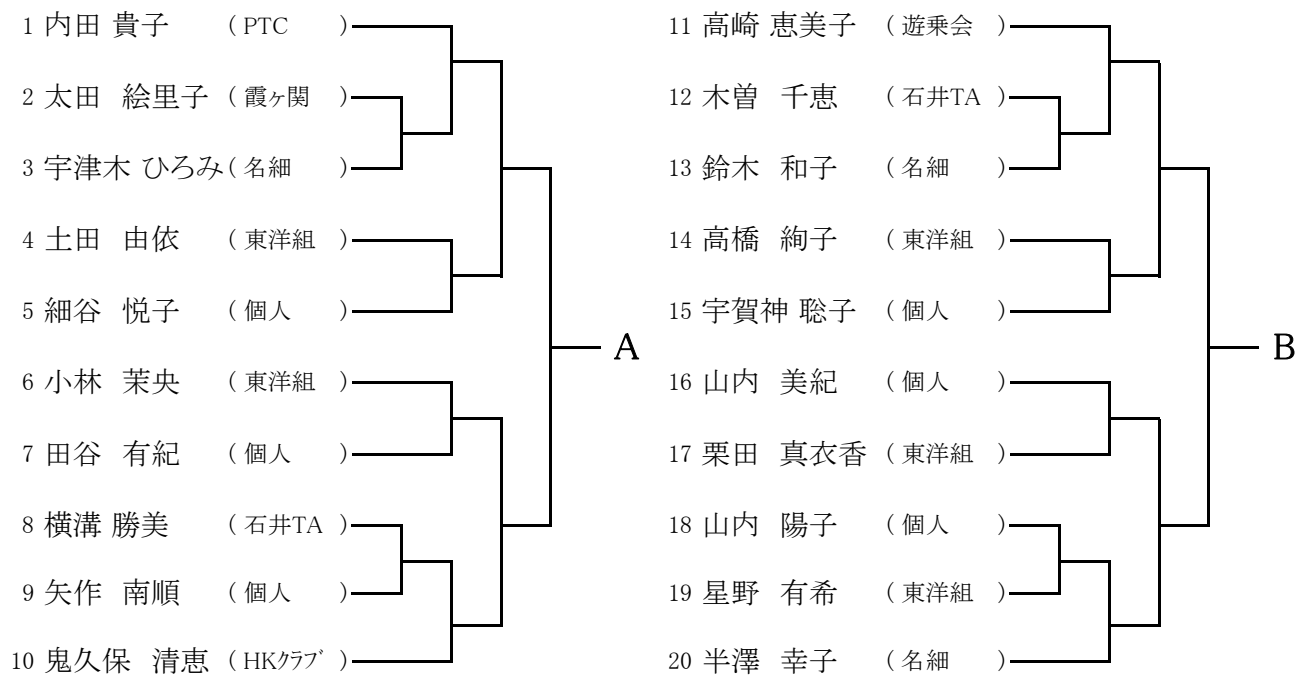 1 内田 貴子 （ PTC ）
2 太田 絵里子 （ 霞ヶ関 ）
3 宇津木 ひろみ （ 名細 ）
4 土田 由依 （ 東洋組 ）
5 細谷 悦子 （ 個人 ）
6 小林 茉央 （ 東洋組 ）
7 田谷 有紀 （ 個人 ）
8 横溝 勝美 （ 石井TA ）
9 矢作 南順 （ 個人 ）
10 鬼久保 清恵 （ HKｸﾗﾌﾞ ）
A
11 高崎 恵美子 （ 遊乗会 ）
12 木曽 千恵 （ 石井TA ）
13 鈴木 和子 （ 名細 ）
14 高橋 絢子 （ 東洋組 ）
15 宇賀神 聡子 （ 個人 ）
16 山内 美紀 （ 個人 ）
17 栗田 真衣香 （ 東洋組 ）
18 山内 陽子 （ 個人 ）
19 星野 有希 （ 東洋組 ）
20 半澤 幸子 （ 名細 ）
B